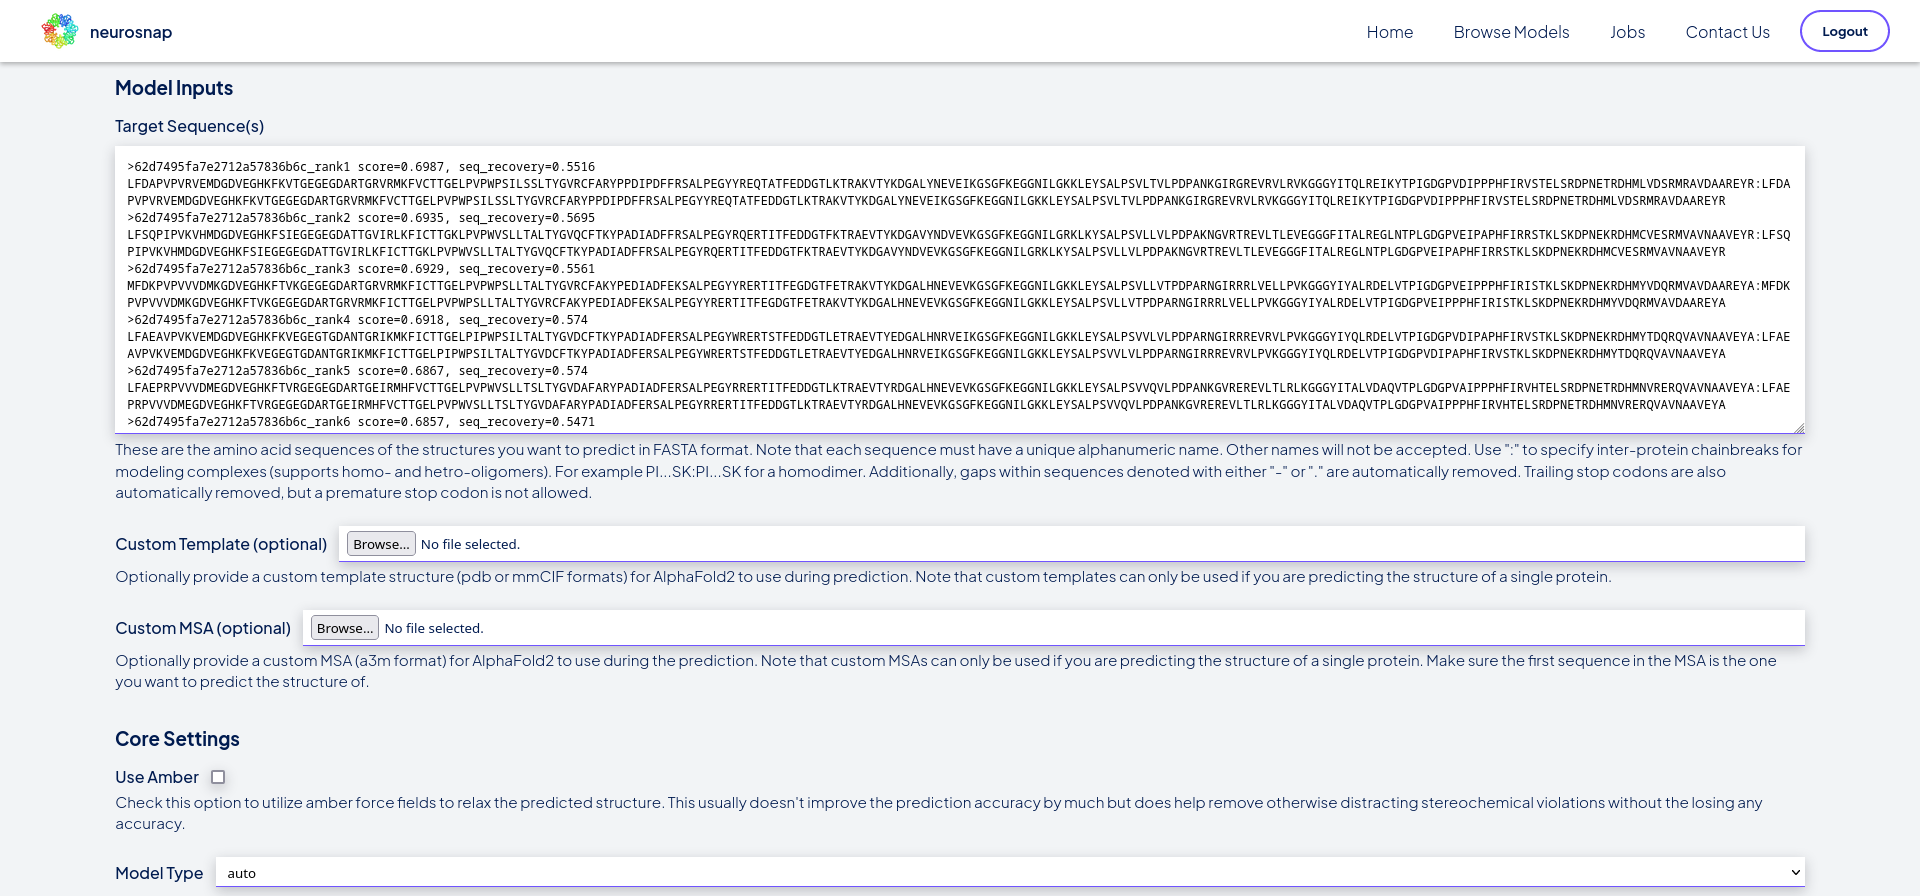 neurosnap
Home
Browse Models
Jobs
Contact Us
Logout
Model Inputs
Target Sequence(s)
>62d7495fa7e2712a57836b6c_rank1 score=0.6987, seq_recovery=0.5516
LFDAPVPVRVEMDGDVEGHKFKVTGEGEGDARTGRVRMKFVCTTGELPVPWPSILSSLTYGVRCFARYPPDIPDFFRSALPEGYYREQTATFEDDGTLKTRAKVTYKDGALYNEVEIKGSGFKEGGNILGKKLEYSALPSVLTVLPDPANKGIRGREVRVLRVKGGGYITQLREIKYTPIGDGPVDIPPPHFIRVSTELSRDPNETRDHMLVDSRMRAVDAAREYR:LFDA
PVPVRVEMDGDVEGHKFKVTGEGEGDARTGRVRMKFVCTTGELPVPWPSILSSLTYGVRCFARYPPDIPDFFRSALPEGYYREQTATFEDDGTLKTRAKVTYKDGALYNEVEIKGSGFKEGGNILGKKLEYSALPSVLTVLPDPANKGIRGREVRVLRVKGGGYITQLREIKYTPIGDGPVDIPPPHFIRVSTELSRDPNETRDHMLVDSRMRAVDAAREYR
>62d7495fa7e2712a57836b6c_rank2 score=0.6935, seq_recovery=0.5695
LFSQPIPVKVHMDGDVEGHKFSIEGEGEGDATTGVIRLKFICTTGKLPVPWVSLLTALTYGVQCFTKYPADIADFFRSALPEGYRQERTITFEDDGTFKTRAEVTYKDGAVYNDVEIKGSGFKEGGNILGRKLKYSALPSVLLVLPDPAKNGVRTREVLTLEVEGGGFITALREGLNTPLGDGPVEIPAPHFIRRSTKLSKDPNEKRDHMCVESRMVAVNAAVEYR:LFSQ
PIPVKVHMDGDVEGHKFSIEGEGEGDATTGVIRLKFICTTGKLPVPWVSLLTALTYGVQCFTKYPADIADFFRSALPEGYRQERTITFEDDGTFKTRAEVTYKDGAVYNDVEIKGSGFKEGGNILGRKLKYSALPSVLLVLPDPAKNGVRTREVLTLEVEGGGFITALREGLNTPLGDGPVEIPAPHFIRRSTKLSKDPNEKRDHMCVESRMVAVNAAVEYR
>62d7495fa7e2712a57836b6c_rank3 score=0.6929, seq_recovery=0.5561
MFDKPVPVVVDMKGDVEGHKFTVKGEGEGDARTGRVRMKFICTTGELPVPWPSLLTALTYGVRCFAKYPEDIADFEKSALPEGYYRERTITFEGDGTFETRAKVTYKDGALHNEVEVKGSGFKEGGNILGKKLEYSALPSVLLVTPDPARNGIRRRLVELLPVKGGGYIYALRDELVTPIGDGPVEIPPPHFIRISTKLSKDPNEKRDHMYVDQRMVAVDAAREYA:MFDK
PVPVVVDMKGDVEGHKFTVKGEGEGDARTGRVRMKFICTTGELPVPWPSLLTALTYGVRCFAKYPEDIADFEKSALPEGYYRERTITFEGDGTFETRAKVTYKDGALHNEVEVKGSGFKEGGNILGKKLEYSALPSVLLVTPDPARNGIRRRLVELLPVKGGGYIYALRDELVTPIGDGPVEIPPPHFIRISTKLSKDPNEKRDHMYVDQRMVAVDAAREYA
>62d7495fa7e2712a57836b6c_rank4 score=0.6918, seq_recovery=0.574
LFAEAVPVKVEMDGDVEGHKFKVEGEGTGDANTGRIKMKFICTTGELPIPWPSILTALTYGVDCFTKYPADIADFERSALPEGYWRERTSTFEDDGTLETRAEVTYEDGALHNRVEIKGSGFKEGGNILGKKLEYSALPSVVLVLPDPARNGIRRREVRVLPVKGGGYIYQLRDELVTPIGDGPVDIPAPHFIRVSTKLSKDPNEKRDHMYTDQRQVAVNAAVEYA:LFAE
AVPVKVEMDGDVEGHKFKVEGEGTGDANTGRIKMKFICTTGELPIPWPSILTALTYGVDCFTKYPADIADFERSALPEGYWRERTSTFEDDGTLETRAEVTYEDGALHNRVEIKGSGFKEGGNILGKKLEYSALPSVVLVLPDPARNGIRRREVRVLPVKGGGYIYQLRDELVTPIGDGPVDIPAPHFIRVSTKLSKDPNEKRDHMYTDQRQVAVNAAVEYA
>62d7495fa7e2712a57836b6c_rank5 score=0.6867, seq_recovery=0.574
LFAEPRPVVVDMEGDVEGHKFTVRGEGEGDARTGEIRMHFVCTTGELPVPWVSLLTSLTYGVDAFARYPADIADFERSALPEGYRRERTITFEDDGTLKTRAEVTYRDGALHNEVEVKGSGFKEGGNILGKKLEYSALPSVVQVLPDPANKGVREREVLTLRLKGGGYITALVDAQVTPLGDGPVAIPPPHFIRVHTELSRDPNETRDHMNVRERQVAVNAAVEYA:LFAE
PRPVVVDMEGDVEGHKFTVRGEGEGDARTGEIRMHFVCTTGELPVPWVSLLTSLTYGVDAFARYPADIADFERSALPEGYRRERTITFEDDGTLKTRAEVTYRDGALHNEVEVKGSGFKEGGNILGKKLEYSALPSVVQVLPDPANKGVREREVLTLRLKGGGYITALVDAQVTPLGDGPVAIPPPHFIRVHTELSRDPNETRDHMNVRERQVAVNAAVEYA
>62d7495fa7e2712a57836b6c_rank6 score=0.6857, seq_recovery=0.5471
These are the amino acid sequences of the structures you want to predict in FASTA format. Note that each sequence must have a unique alphanumeric name. Other names will not be accepted. Use ":" to specify inter-protein chainbreaks for
modeling complexes (supports homo- and hetro-oligomers). For example PI...SK:PI...SK for a homodimer. Additionally, gaps within sequences denoted with either "-" or "." are automatically removed. Trailing stop codons are also
automatically removed, but a premature stop codon is not allowed.
Custom Template (optional)
Browse... No file selected.
Optionally provide a custom template structure (pdb or mmCIF formats) for AlphaFold2 to use during prediction. Note that custom templates can only be used if you are predicting the structure of a single protein.
Custom MSA (optional)
Browse... No file selected.
Optionally provide a custom MSA (a3m format) for AlphaFold2 to use during the prediction. Note that custom MSAs can only be used if you are predicting the structure of a single protein. Make sure the first sequence in the MSA is the one
you want to predict the structure of.
Core Settings
Use Amber
Check this option to utilize amber force fields to relax the predicted structure. This usually doesn't improve the prediction accuracy by much but does help remove otherwise distracting stereochemical violations without the losing any
accuracy.
Model Type
auto